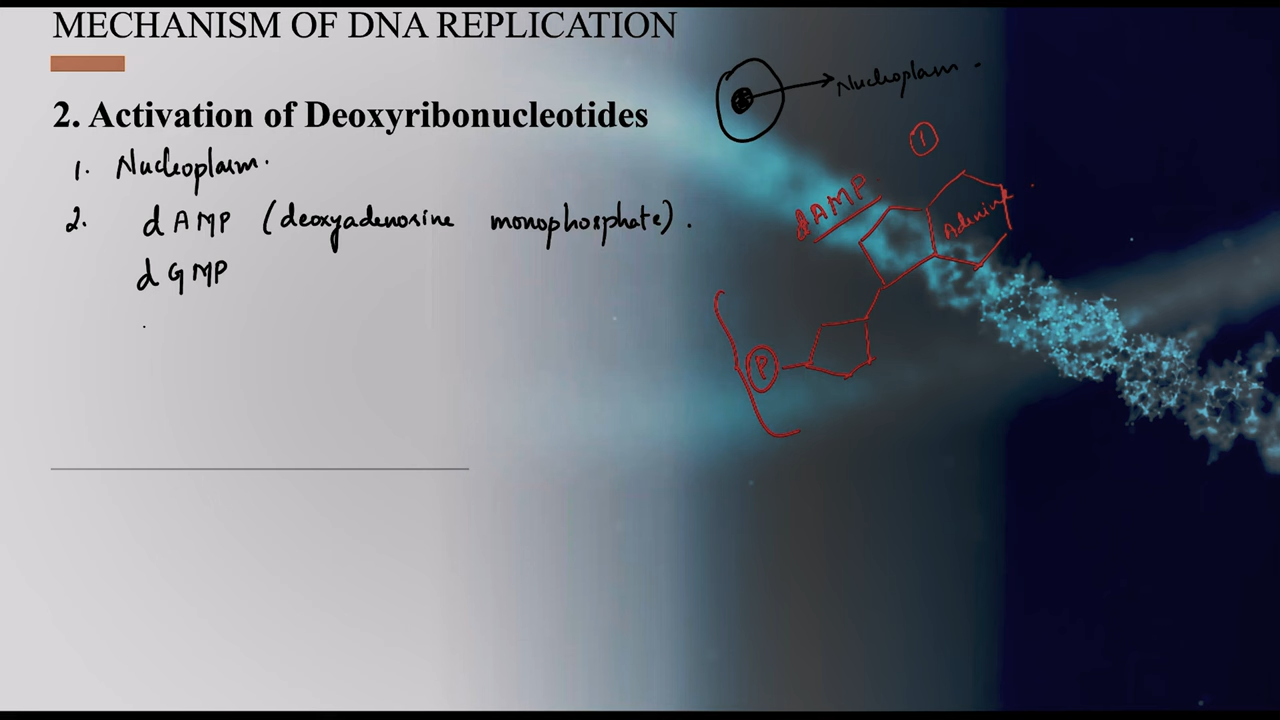 MECHANISM OF DNA REPLICATION
2. Activation of Deoxyribonucleotides
1. Nucleoplasm.
2. dAMP (deoxyadenosine monophosphate).
dGMP
Nucleoplasm.
1
dAMP
Adenine
P